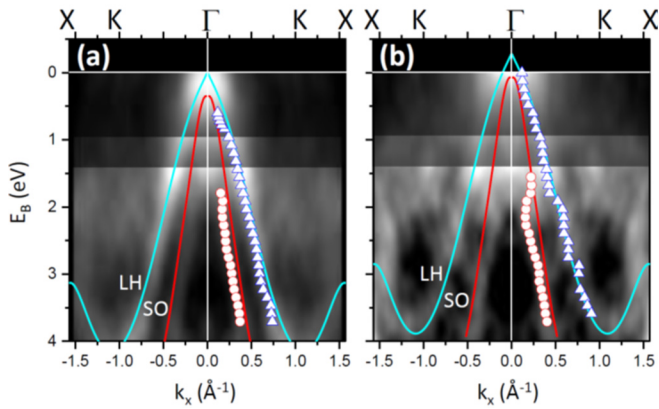 X K Γ K X X K Γ K X
(a) (b)
0
1
2
3
4
E_B (eV)
LH LH
SO SO
-1.5 -1.0 -0.5 0.0 0.5 1.0 1.5 -1.5 -1.0 -0.5 0.0 0.5 1.0 1.5
k_x (Å⁻¹) k_x (Å⁻¹)